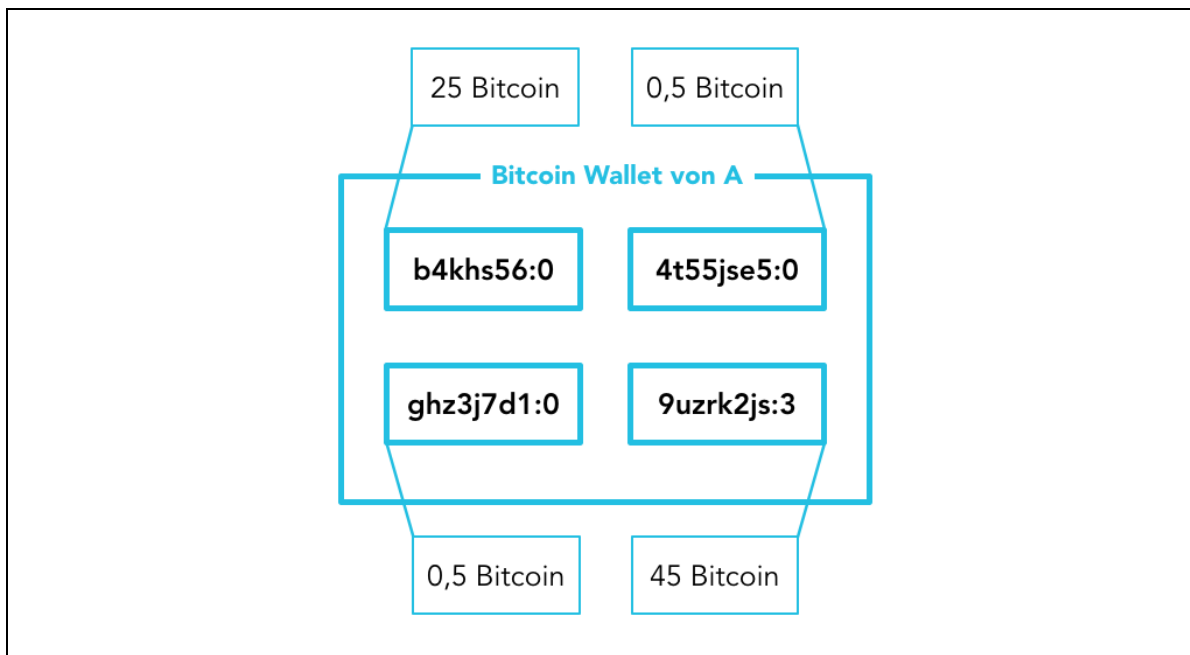 25 Bitcoin
0,5 Bitcoin
Bitcoin Wallet von A
b4khs56:0
4t55jse5:0
ghz3j7d1:0
9uzrk2js:3
0,5 Bitcoin
45 Bitcoin